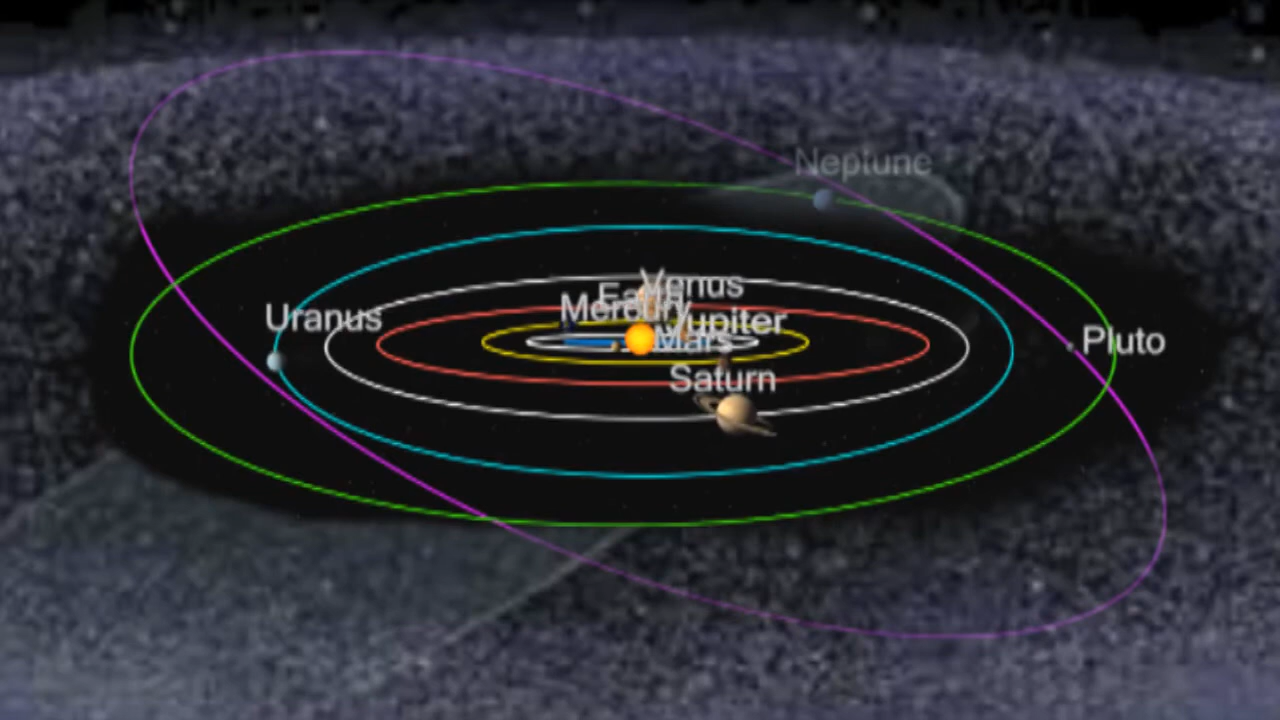 Neptune
Venus
Earth
Mercury
Jupiter
Uranus
Mars
Pluto
Saturn